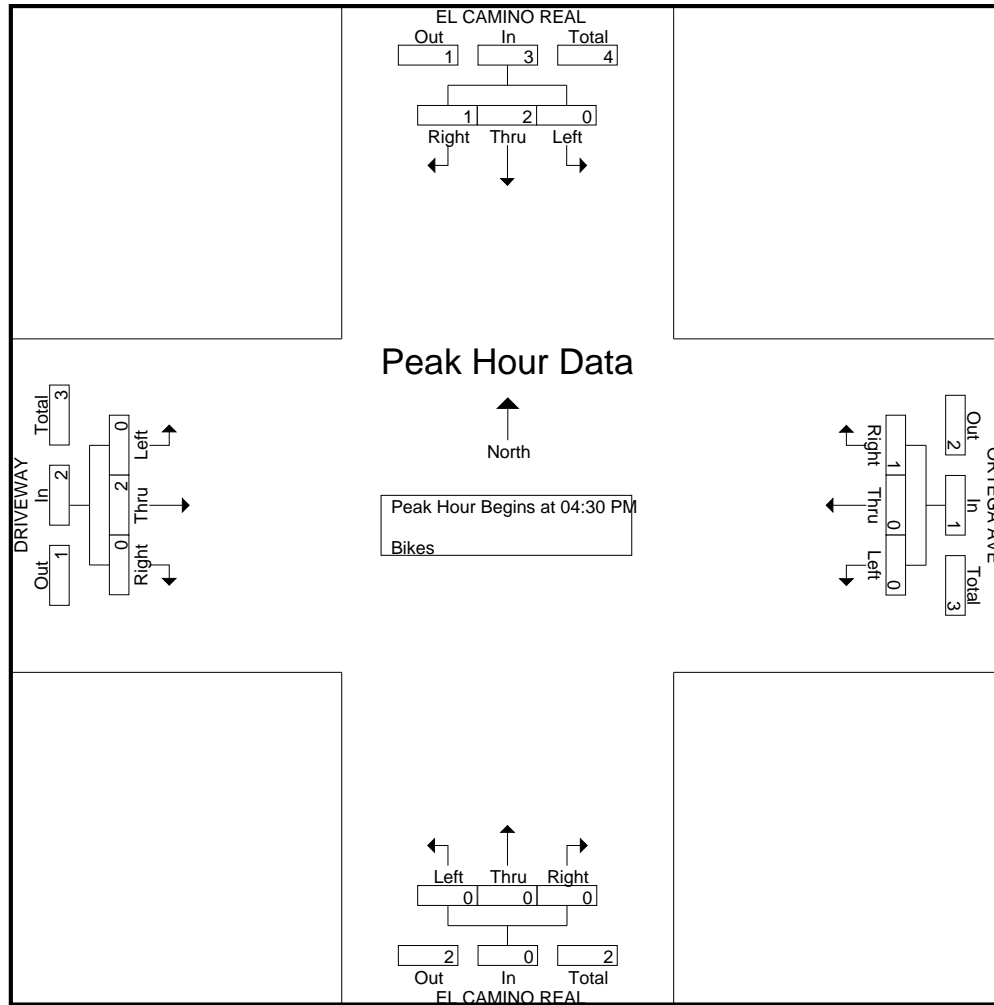 EL CAMINO REAL
Out In Total
1 3 4
1 2 0
Right Thru Left
Peak Hour Data
North
Peak Hour Begins at 04:30 PM
Bikes
DRIVEWAY
Out In Total
1 2 3
Right Thru Left
0 2 0
ORTEGA AVE
Out In Total
2 1 3
Right Thru Left
1 0 0
Left Thru Right
0 0 0
2 0 2
Out In Total
EL CAMINO REAL